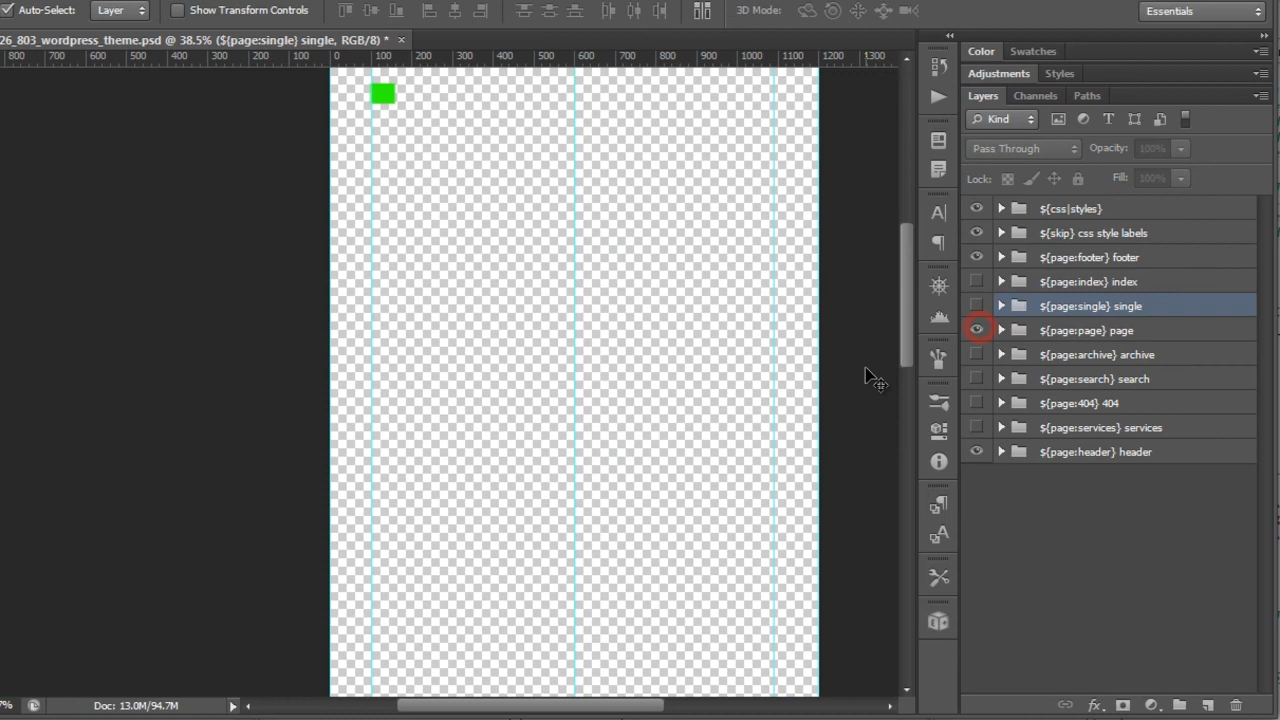 Auto-Select: Layer Show Transform Controls 3D Mode: Essentials
26_803_wordpress_theme.psd @ 38.5% (${page:single} single, RGB/8) * ×
800 700 600 500 400 300 200 100 0 100 200 300 400 500 600 700 800 900 1000 1100 1200 1300
Color Swatches
Adjustments Styles
Layers Channels Paths
Kind
Pass Through Opacity: 100%
Lock: Fill: 100%
${css|styles}
${skip} css style labels
${page:footer} footer
${page:index} index
${page:single} single
${page:page} page
${page:archive} archive
${page:search} search
${page:404} 404
${page:services} services
${page:header} header
7% Doc: 13.0M/94.7M
fx